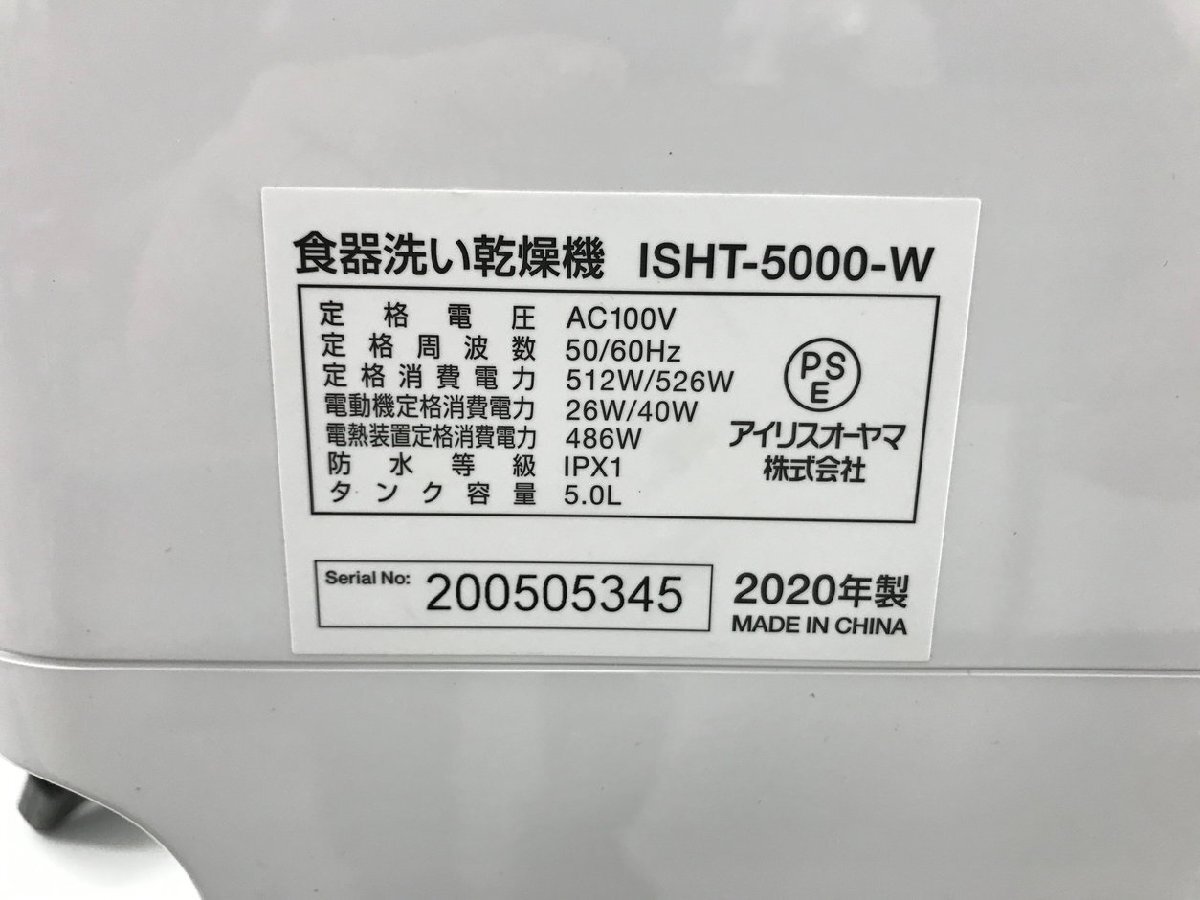 食器洗い乾燥機 ISHT-5000-W
定格電圧 AC100V
定格周波数 50/60Hz
定格消費電力 512W/526W
電動機定格消費電力 26W/40W
電熱装置定格消費電力 486W
防水等級 IPX1
タンク容量 5.0L
PS
E
アイリスオーヤマ
株式会社
Serial No: 200505345
2020年製
MADE IN CHINA